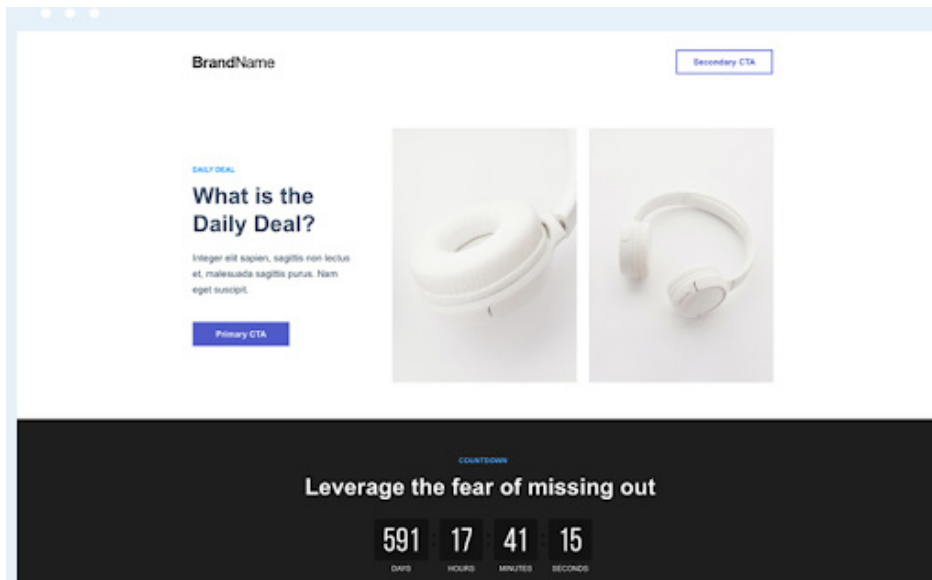 BrandName
Secondary CTA
DAILY DEAL
What is the
Daily Deal?
Integer elit sapien, sagittis non lectus
et, malesuada sagittis purus. Nam
eget suscipit.
Primary CTA
COUNTDOWN
Leverage the fear of missing out
591 : 17 : 41 : 15
DAYS HOURS MINUTES SECONDS